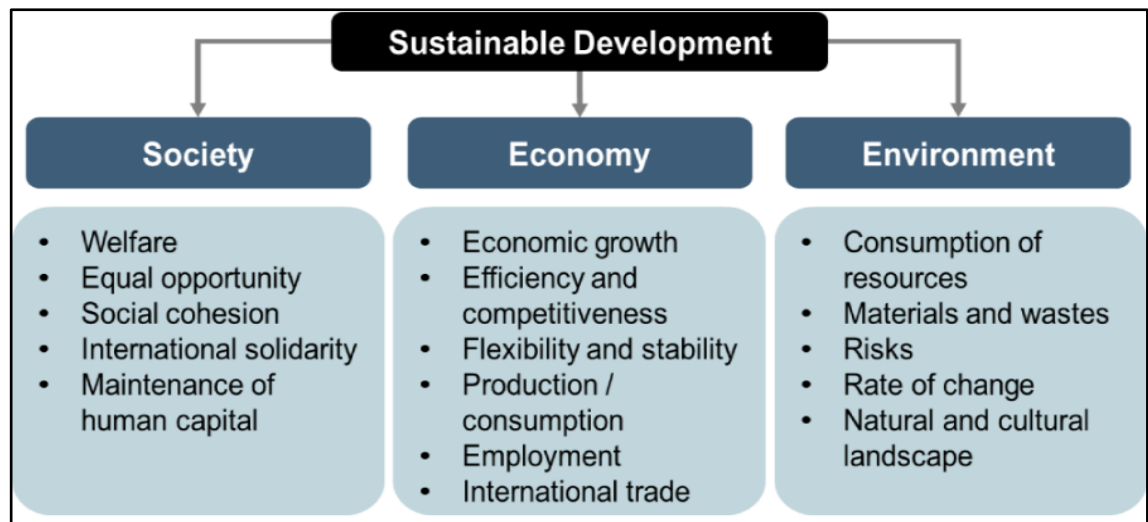 Sustainable Development
Society
Economy
Environment
• Welfare
• Equal opportunity
• Social cohesion
• International solidarity
• Maintenance of
human capital
• Economic growth
• Efficiency and
competitiveness
• Flexibility and stability
• Production /
consumption
• Employment
• International trade
• Consumption of
resources
• Materials and wastes
• Risks
• Rate of change
• Natural and cultural
landscape